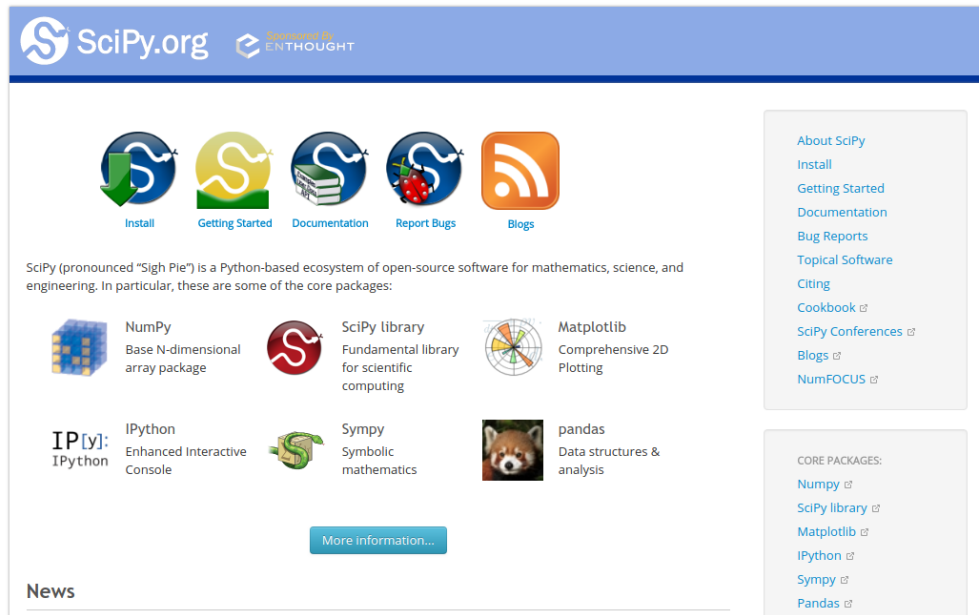 SciPy.org
Sponsored By
ENTHOUGHT
Install
Getting Started
Documentation
Report Bugs
Blogs
SciPy (pronounced “Sigh Pie”) is a Python-based ecosystem of open-source software for mathematics, science, and
engineering. In particular, these are some of the core packages:
NumPy
Base N-dimensional
array package
SciPy library
Fundamental library
for scientific
computing
Matplotlib
Comprehensive 2D
Plotting
IP[y]:
IPython
IPython
Enhanced Interactive
Console
Sympy
Symbolic
mathematics
pandas
Data structures &
analysis
More information...
News
About SciPy
Install
Getting Started
Documentation
Bug Reports
Topical Software
Citing
Cookbook
SciPy Conferences
Blogs
NumFOCUS
CORE PACKAGES:
Numpy
SciPy library
Matplotlib
IPython
Sympy
Pandas